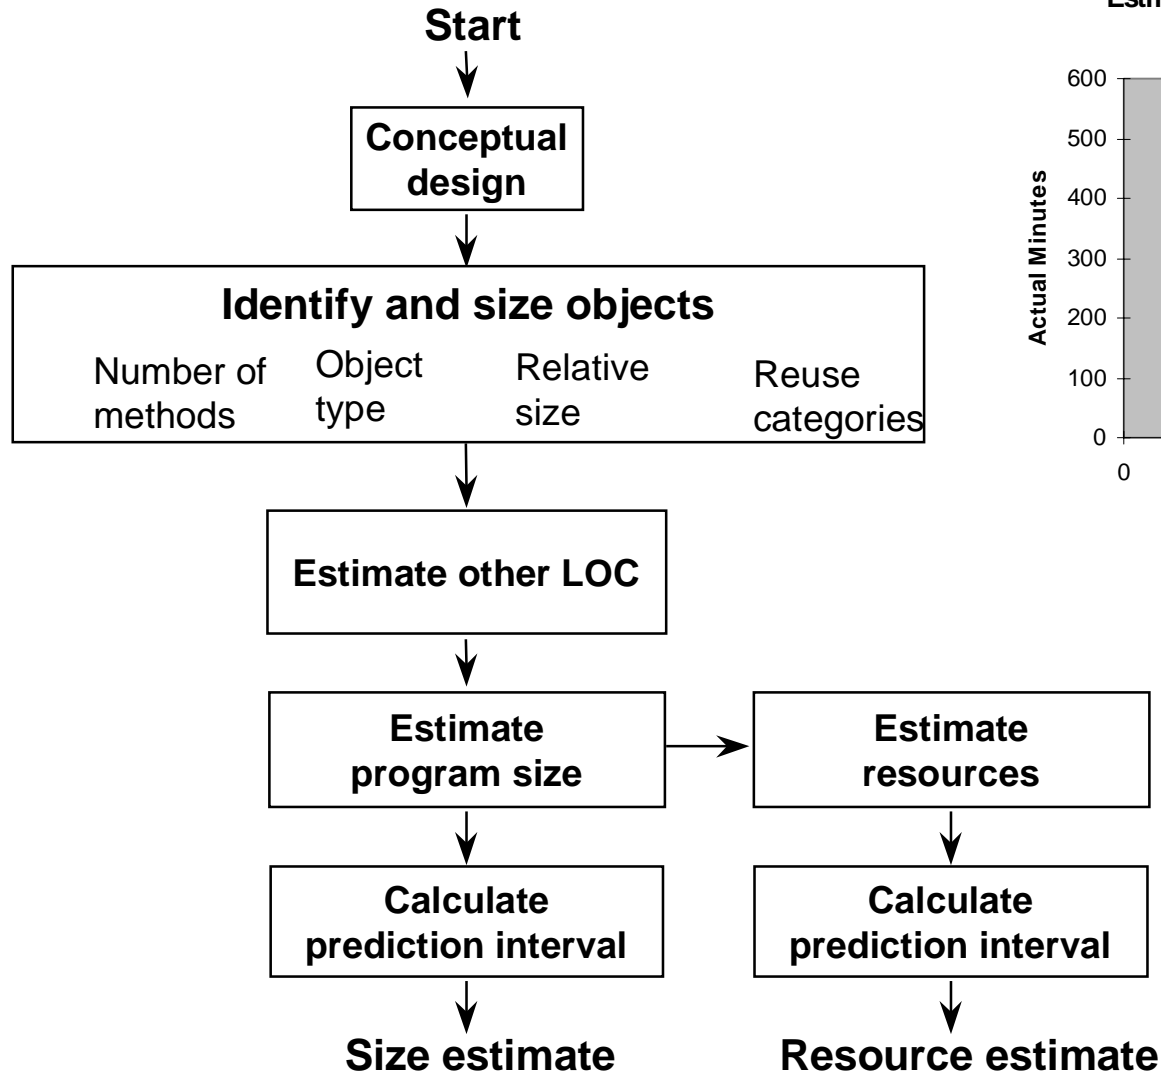 Start
Conceptual
design
Identify and size objects
Number of
methods
Object
type
Relative
size
Reuse
categories
Estimate other LOC
Estimate
program size
Estimate
resources
Calculate
prediction interval
Calculate
prediction interval
Size estimate
Resource estimate
Actual Minutes
600
500
400
300
200
100
0
0